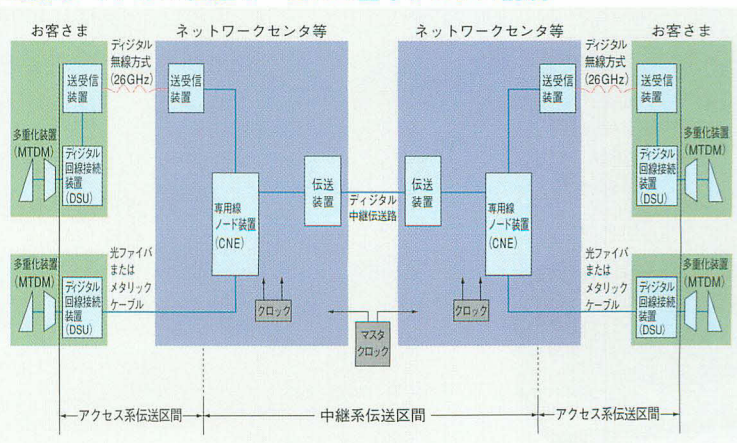 お客さま
ネットワークセンタ等
ネットワークセンタ等
お客さま
ディジタル
無線方式
(26GHz)
ディジタル
無線方式
(26GHz)
送受信
装置
送受信
装置
送受信
装置
送受信
装置
多重化装置
(MTDM)
ディジタル
回線接続
装置
(DSU)
専用線
ノード装置
(CNE)
伝送
装置
ディジタル
中継伝送路
伝送
装置
専用線
ノード装置
(CNE)
多重化装置
(MTDM)
ディジタル
回線接続
装置
(DSU)
多重化装置
(MTDM)
ディジタル
回線接続
装置
(DSU)
光ファイバ
または
メタリック
ケーブル
クロック
マスタ
クロック
クロック
光ファイバ
または
メタリック
ケーブル
多重化装置
(MTDM)
ディジタル
回線接続
装置
(DSU)
アクセス系伝送区間
中継系伝送区間
アクセス系伝送区間